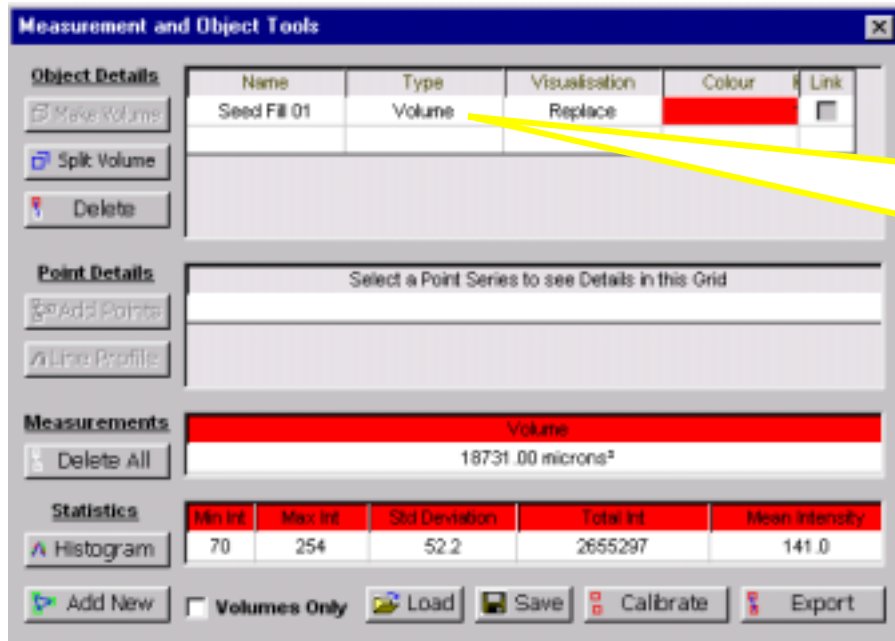 Measurement and Object Tools
Object Details
Name Type Visualisation Colour Link
Make Volume
Seed Fill 01 Volume Replace
Split Volume
Delete
Point Details
Select a Point Series to see Details in this Grid
Add Points
Line Profile
Measurements
Volume
Delete All
18731.00 microns³
Statistics
Min Int Max Int Std Deviation Total Int Mean Intensity
Histogram
70 254 52.2 2655297 141.0
Add New Volumes Only Load Save Calibrate Export